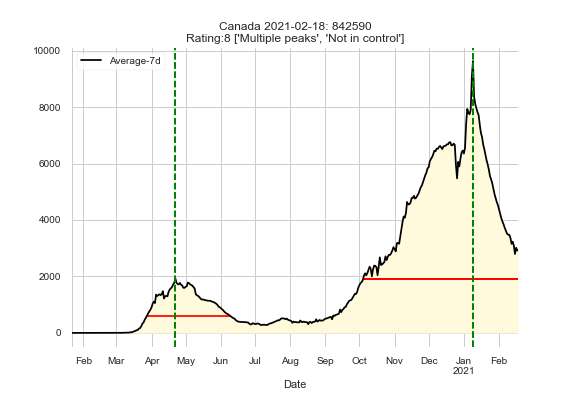 Canada 2021-02-18: 842590
Rating:8 ['Multiple peaks', 'Not in control']
Average-7d
10000
8000
6000
4000
2000
0
Feb Mar Apr May Jun Jul Aug Sep Oct Nov Dec Jan Feb
2021
Date